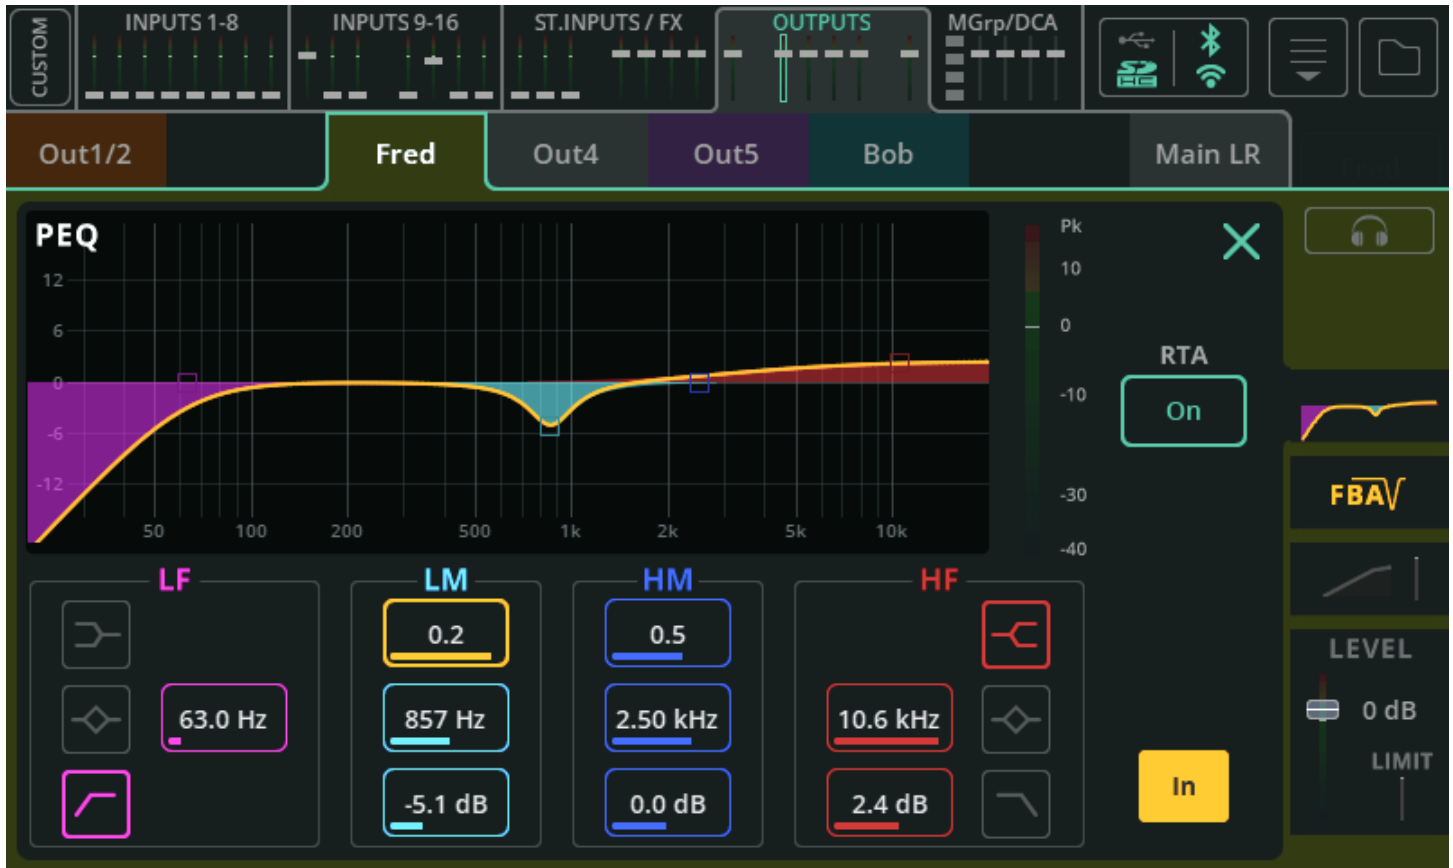 CUSTOM
INPUTS 1-8
INPUTS 9-16
ST.INPUTS / FX
OUTPUTS
MGrp/DCA
SD
HC
Out1/2
Fred
Out4
Out5
Bob
Main LR
PEQ
12
6
0
-6
-12
50
100
200
500
1k
2k
5k
10k
Pk
10
0
-10
-30
-40
RTA
On
FBA
LF
LM
HM
HF
0.2
0.5
63.0 Hz
857 Hz
2.50 kHz
10.6 kHz
-5.1 dB
0.0 dB
2.4 dB
In
LEVEL
0 dB
LIMIT